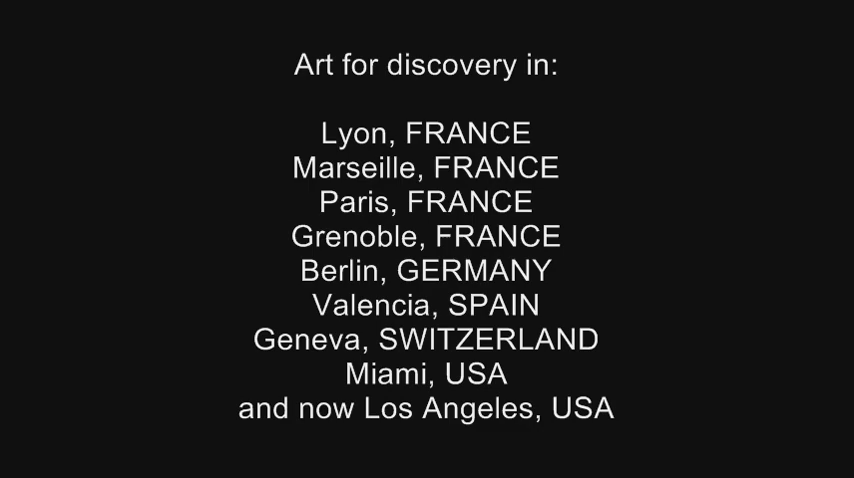 Art for discovery in:
Lyon, FRANCE
Marseille, FRANCE
Paris, FRANCE
Grenoble, FRANCE
Berlin, GERMANY
Valencia, SPAIN
Geneva, SWITZERLAND
Miami, USA
and now Los Angeles, USA